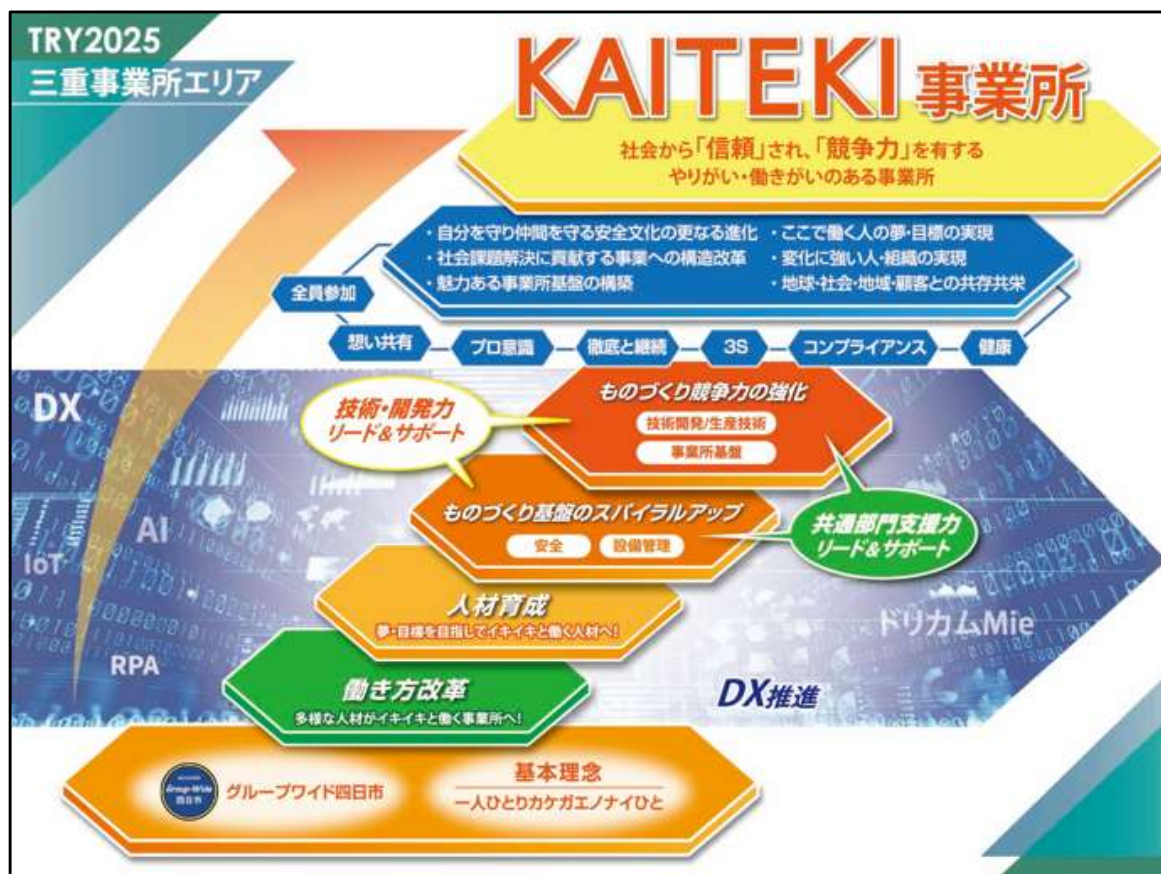 TRY2025
三重事業所エリア
KAITEKI 事業所
社会から「信頼」され、「競争力」を有する
やりがい・働きがいのある事業所
・自分を守り仲間を守る安全文化の更なる進化
・社会課題解決に貢献する事業への構造改革
・魅力ある事業所基盤の構築
・ここで働く人の夢・目標の実現
・変化に強い人・組織の実現
・地球・社会・地域・顧客との共存共栄
全員参加
想い共有
プロ意識
徹底と継続
3S
コンプライアンス
健康
DX
AI
IoT
RPA
技術・開発力
リード&サポート
ものづくり競争力の強化
技術開発/生産技術
事業所基盤
ものづくり基盤のスパイラルアップ
安全
設備管理
共通部門支援力
リード&サポート
人材育成
夢・目標を目指してイキイキと働く人材へ!
ドリカムMie
働き方改革
多様な人材がイキイキと働く事業所へ!
DX推進
Group-Wide
四日市
グループワイド四日市
基本理念
一人ひとりカケガエノナイひと